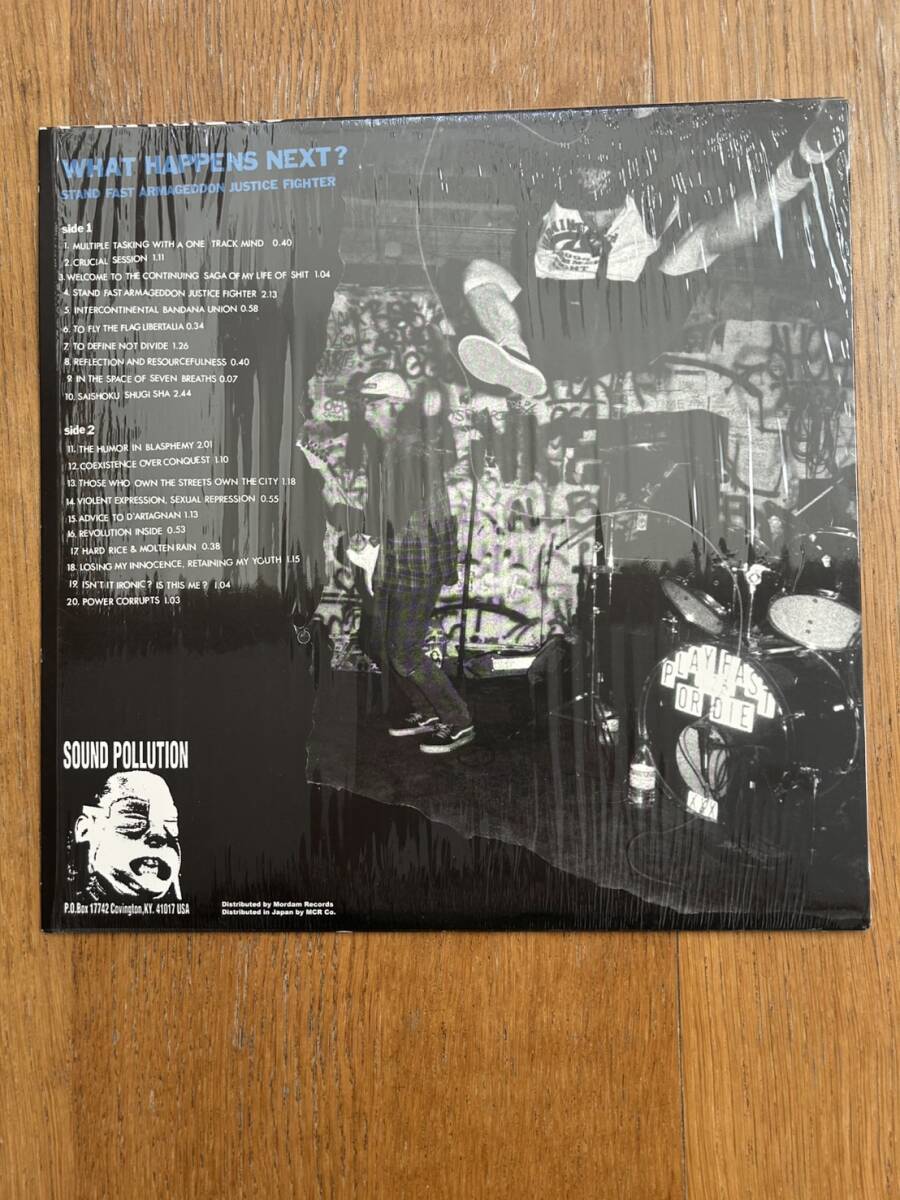 WHAT HAPPENS NEXT?
STAND FAST ARMAGEDDON JUSTICE FIGHTER
side 1
1. MULTIPLE TASKING WITH A ONE TRACK MIND 0.40
2. CRUCIAL SESSION 1.11
3. WELCOME TO THE CONTINUING SAGA OF MY LIFE OF SHIT 1.04
4. STAND FAST ARMAGEDDON JUSTICE FIGHTER 2.13
5. INTERCONTINENTAL BANDANA UNION 0.58
6. TO FLY THE FLAG LIBERTALIA 0.34
7. TO DEFINE NOT DIVIDE 1.26
8. REFLECTION AND RESOURCEFULNESS 0.40
9. IN THE SPACE OF SEVEN BREATHS 0.07
10. SAISHOKU SHUGI SHA 2.44
side 2
11. THE HUMOR IN BLASPHEMY 2.01
12. COEXISTENCE OVER CONQUEST 1.10
13. THOSE WHO OWN THE STREETS OWN THE CITY 1.18
14. VIOLENT EXPRESSION, SEXUAL REPRESSION 0.55
15. ADVICE TO D'ARTAGNAN 1.13
16. REVOLUTION INSIDE 0.53
17. HARD RICE & MOLTEN RAIN 0.38
18. LOSING MY INNOCENCE, RETAINING MY YOUTH 1.15
19. ISN'T IT IRONIC? IS THIS ME? 1.04
20. POWER CORRUPTS 1.03
PLAY FAST
OR DIE
SOUND POLLUTION
P.O.Box 17742 Covington, KY. 41017 USA
Distributed by Mordam Records
Distributed in Japan by MCR Co.